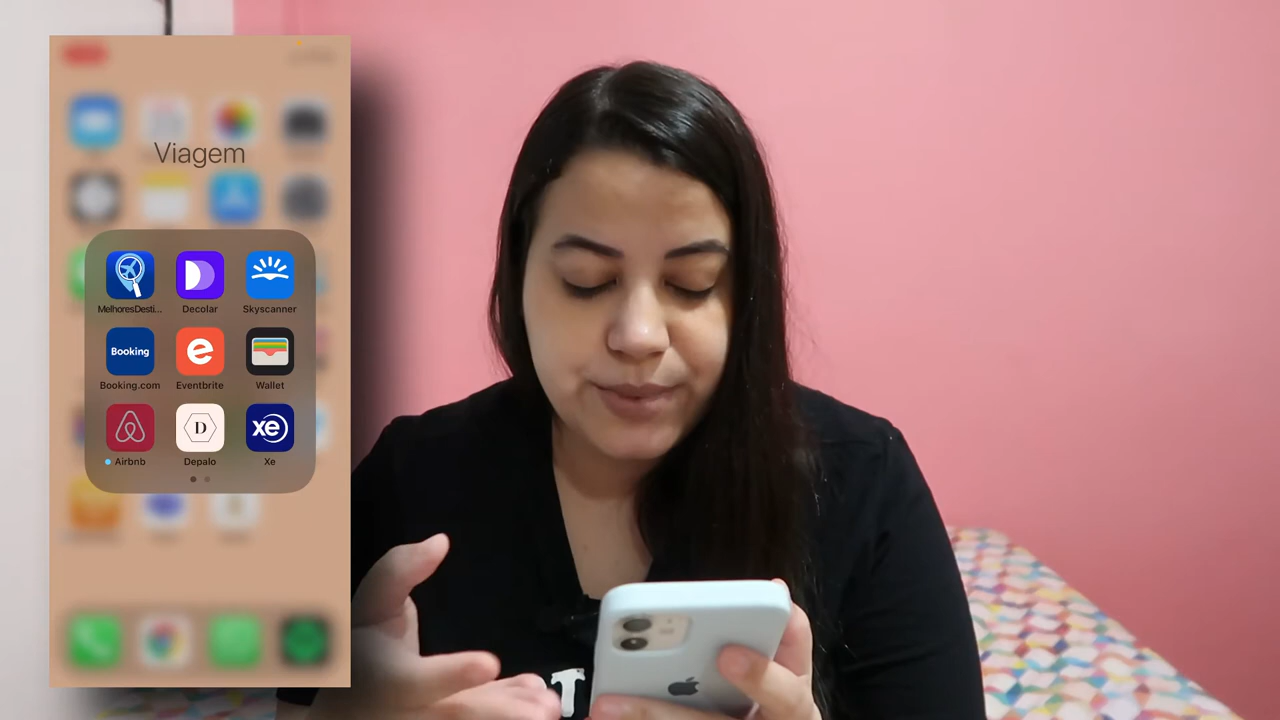 Viagem
MelhoresDesti...
Decolar
Skyscanner
Booking
Booking.com
Eventbrite
Wallet
D
xe
Airbnb
Depalo
Xe
T